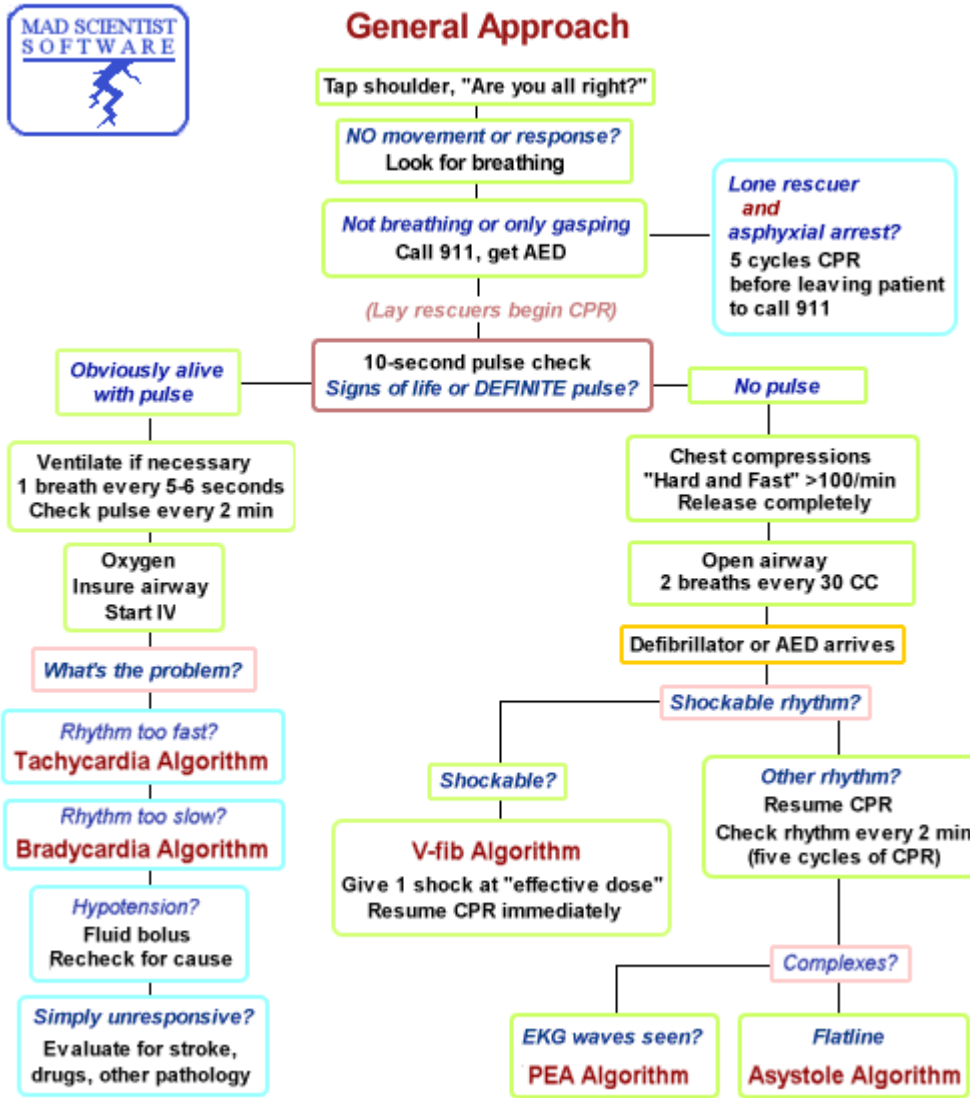 MAD SCIENTIST
SOFTWARE
General Approach
Tap shoulder, "Are you all right?"
NO movement or response?
Look for breathing
Not breathing or only gasping
Call 911, get AED
Lone rescuer
and
asphyxial arrest?
5 cycles CPR
before leaving patient
to call 911
(Lay rescuers begin CPR)
10-second pulse check
Signs of life or DEFINITE pulse?
Obviously alive
with pulse
Ventilate if necessary
1 breath every 5-6 seconds
Check pulse every 2 min
Oxygen
Insure airway
Start IV
What's the problem?
Rhythm too fast?
Tachycardia Algorithm
Rhythm too slow?
Bradycardia Algorithm
Hypotension?
Fluid bolus
Recheck for cause
Simply unresponsive?
Evaluate for stroke,
drugs, other pathology
No pulse
Chest compressions
"Hard and Fast" >100/min
Release completely
Open airway
2 breaths every 30 CC
Defibrillator or AED arrives
Shockable rhythm?
Shockable?
V-fib Algorithm
Give 1 shock at "effective dose"
Resume CPR immediately
Other rhythm?
Resume CPR
Check rhythm every 2 min
(five cycles of CPR)
Complexes?
EKG waves seen?
PEA Algorithm
Flatline
Asystole Algorithm